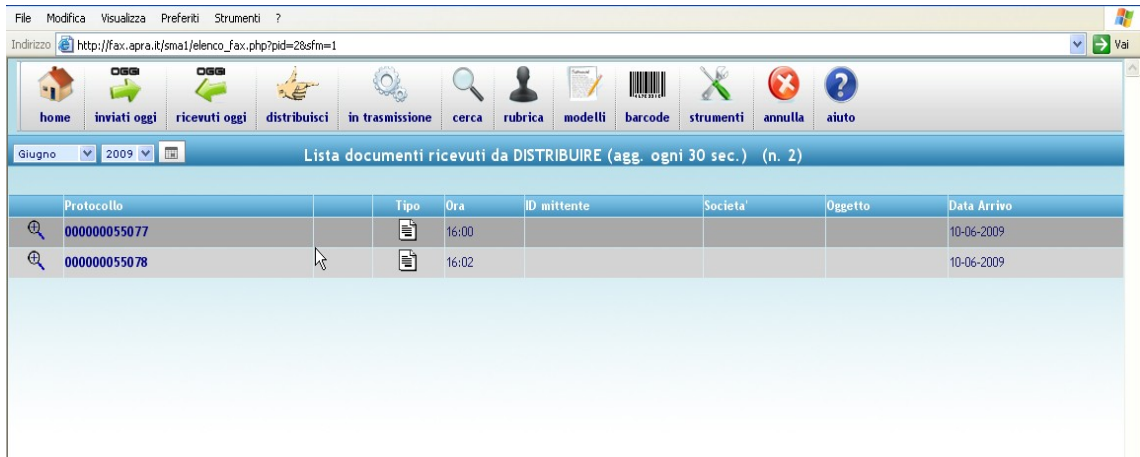 File Modifica Visualizza Preferiti Strumenti ?
Indirizzo http://fax.apra.it/sma1/elenco_fax.php?pid=2&sfm=1 Vai
OGGI OGGI
home inviati oggi ricevuti oggi distribuisci in trasmissione cerca rubrica modelli barcode strumenti annulla aiuto
Giugno 2009 Lista documenti ricevuti da DISTRIBUIRE (agg. ogni 30 sec.) (n. 2)
Protocollo Tipo Ora ID mittente Societa' Oggetto Data Arrivo
000000055077 16:00 10-06-2009
000000055078 16:02 10-06-2009